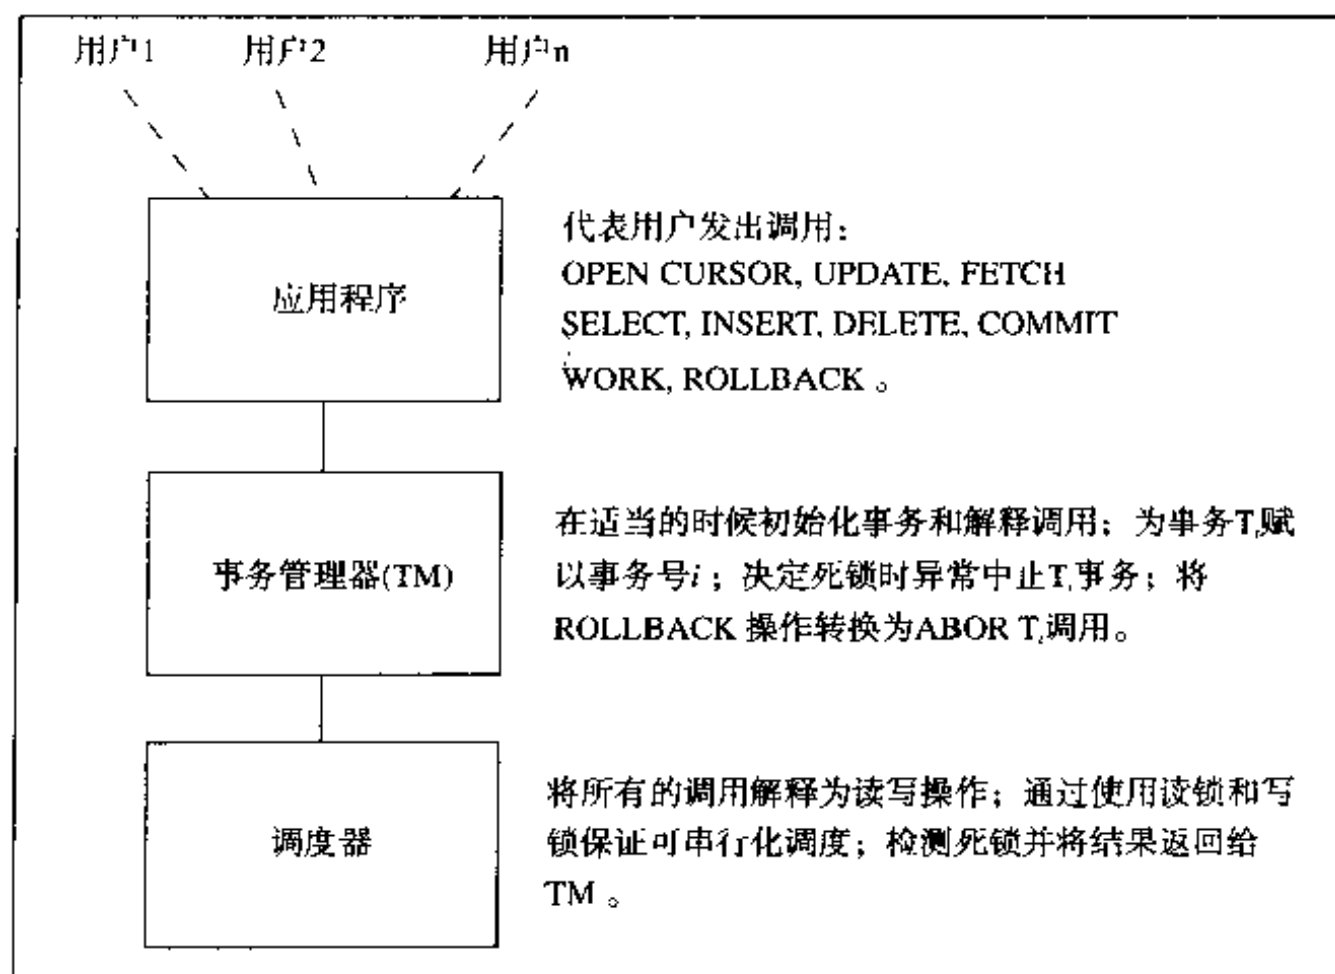 用户1 用户2 用户n
代表用户发出调用：
OPEN CURSOR, UPDATE, FETCH
应用程序
SELECT, INSERT, DELETE, COMMIT
WORK, ROLLBACK 。
在适当的时候初始化事务和解释调用；为事务Ti赋
事务管理器(TM)
以事务号i；决定死锁时异常中止Ti事务；将
ROLLBACK 操作转换为ABOR Ti调用。
将所有的调用解释为读写操作；通过使用读锁和写
调度器
锁保证可串行化调度；检测死锁并将结果返回给
TM 。